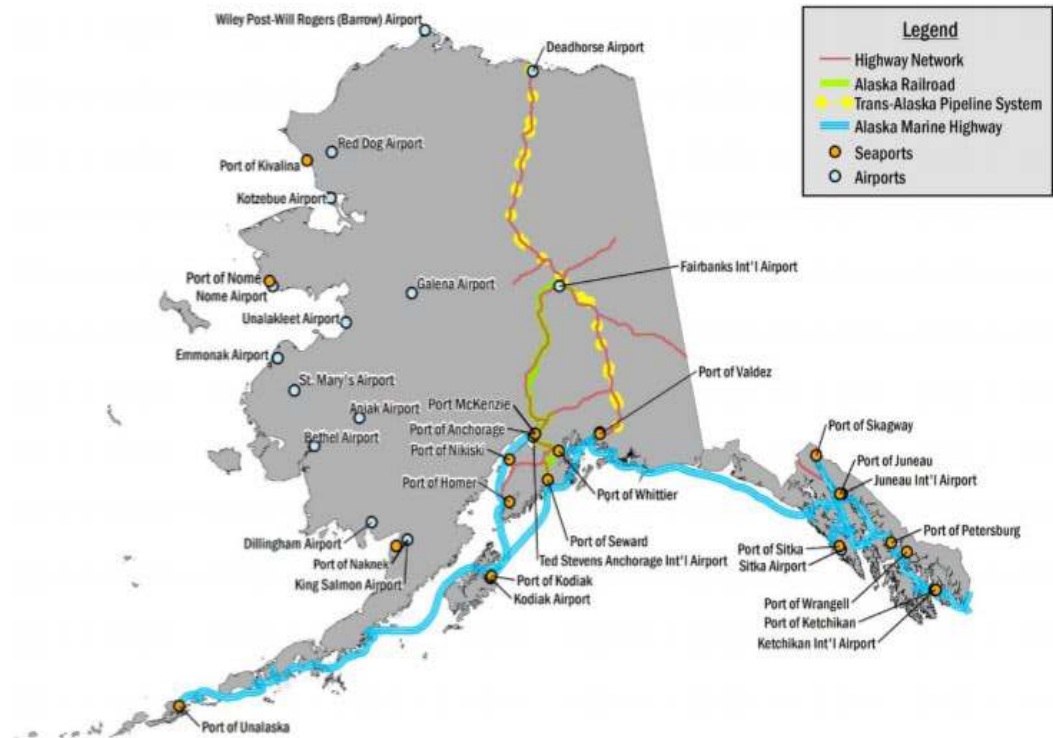 Wiley Post-Will Rogers (Barrow) Airport
Deadhorse Airport
Legend
Highway Network
Alaska Railroad
Trans-Alaska Pipeline System
Alaska Marine Highway
Seaports
Airports
Red Dog Airport
Port of Kivalina
Kotzebue Airport
Port of Nome
Nome Airport
Galena Airport
Fairbanks Int'l Airport
Unalakleet Airport
Emmonak Airport
St. Mary's Airport
Port of Valdez
Aniak Airport
Port McKenzie
Port of Anchorage
Bethel Airport
Port of Nikiski
Port of Skagway
Port of Juneau
Juneau Int'l Airport
Port of Homer
Port of Whittier
Port of Petersburg
Dillingham Airport
Port of Seward
Port of Sitka
Ted Stevens Anchorage Int'l Airport
Sitka Airport
Port of Naknek
King Salmon Airport
Port of Kodiak
Kodiak Airport
Port of Wrangell
Port of Ketchikan
Ketchikan Int'l Airport
Port of Unalaska